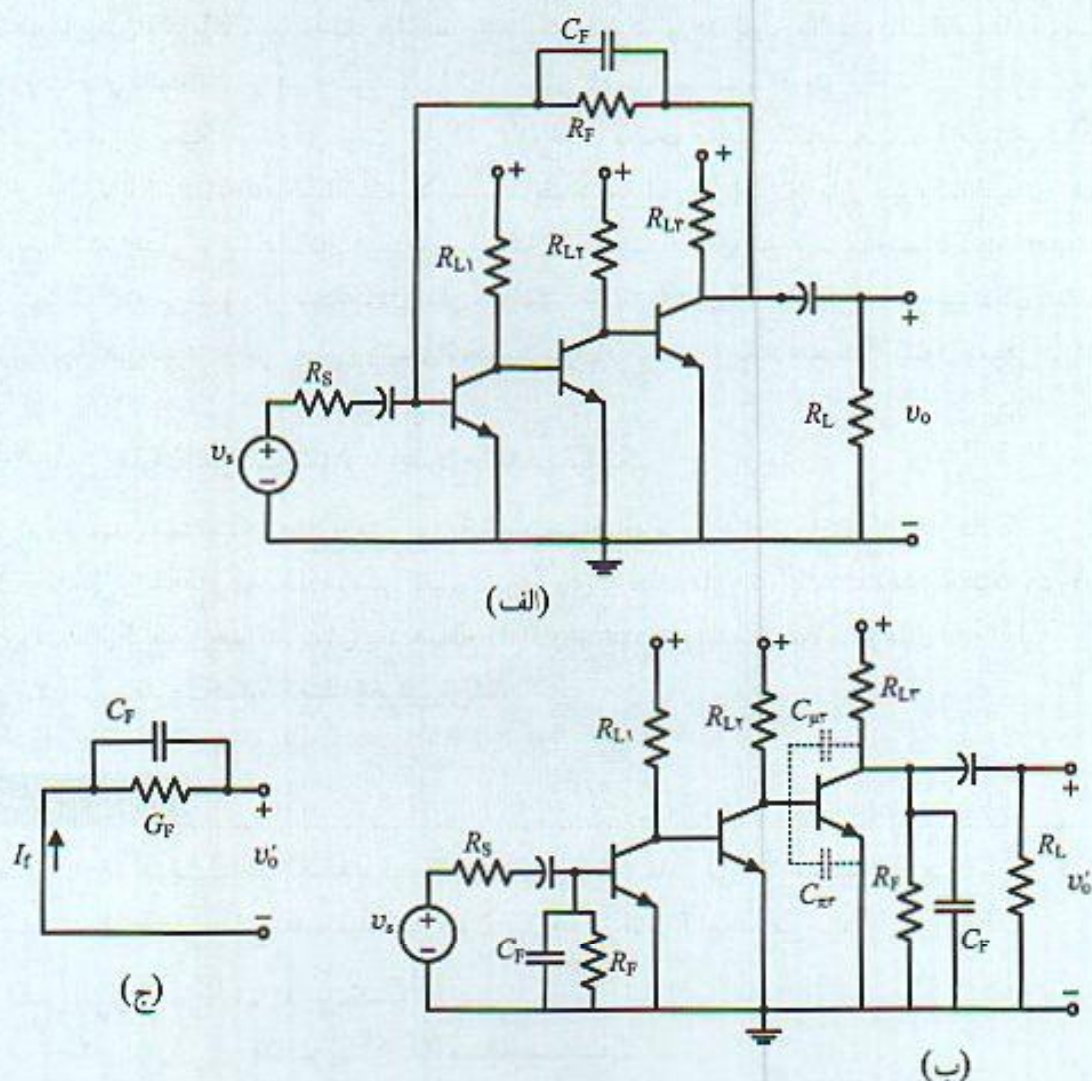 C_F
R_F
+
+
+
R_L۱
R_L۲
R_L۳
R_S
v_s
+
−
+
R_L
v_o
−
(الف)
+
+
+
R_L۱
R_L۲
R_L۳
C_μ۳
C_π۳
C_F
G_F
I_f
+
v'_o
−
(ج)
R_S
v_s
+
−
C_F
R_F
R_F
C_F
R_L
+
v'_o
−
(ب)